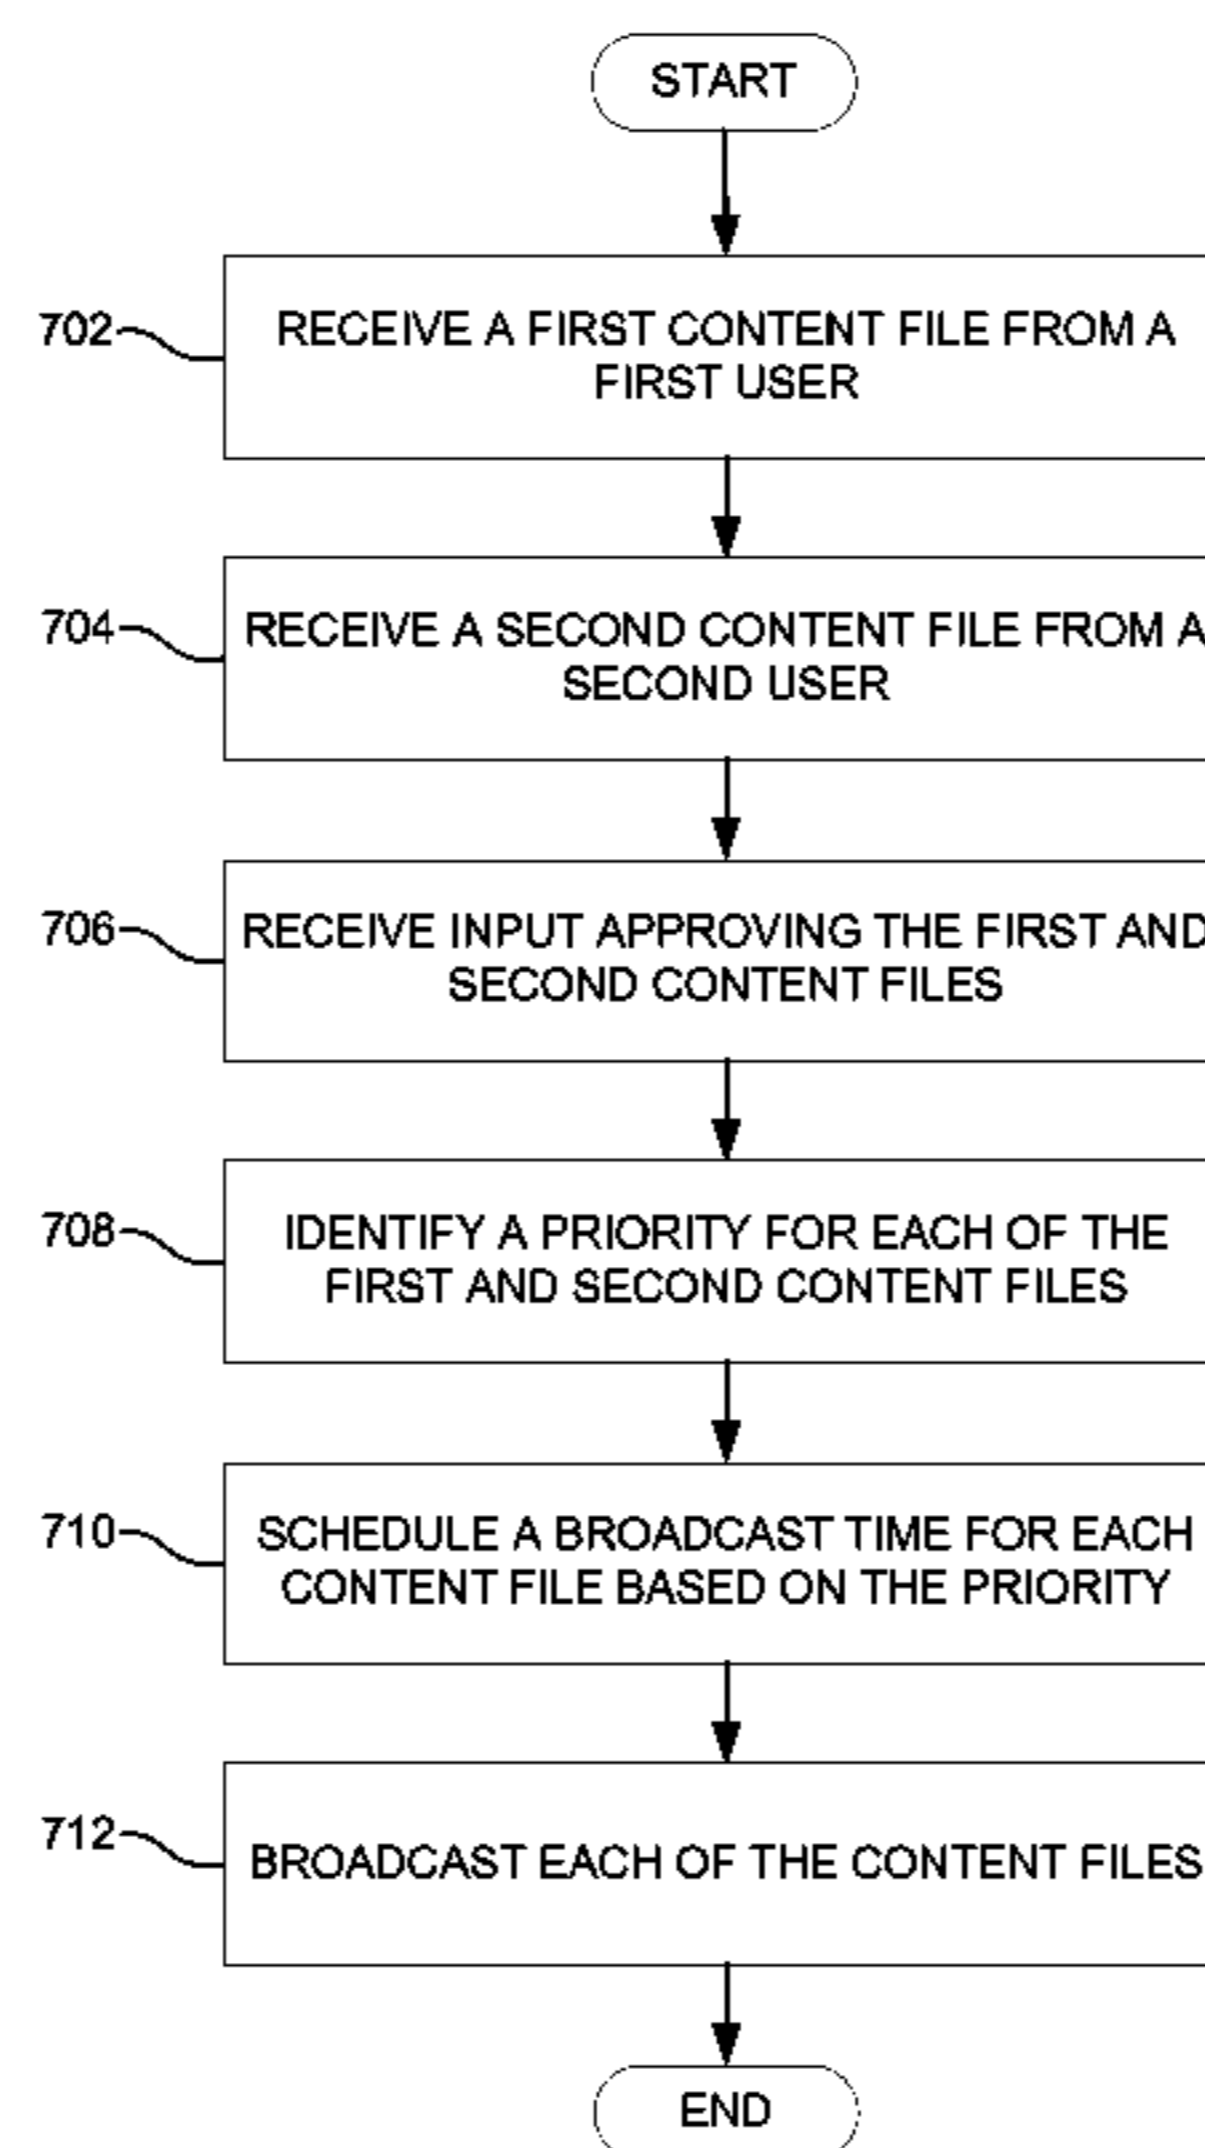 START
702
RECEIVE A FIRST CONTENT FILE FROM A
FIRST USER
704
RECEIVE A SECOND CONTENT FILE FROM A
SECOND USER
706
RECEIVE INPUT APPROVING THE FIRST AND
SECOND CONTENT FILES
708
IDENTIFY A PRIORITY FOR EACH OF THE
FIRST AND SECOND CONTENT FILES
710
SCHEDULE A BROADCAST TIME FOR EACH
CONTENT FILE BASED ON THE PRIORITY
712
BROADCAST EACH OF THE CONTENT FILES
END